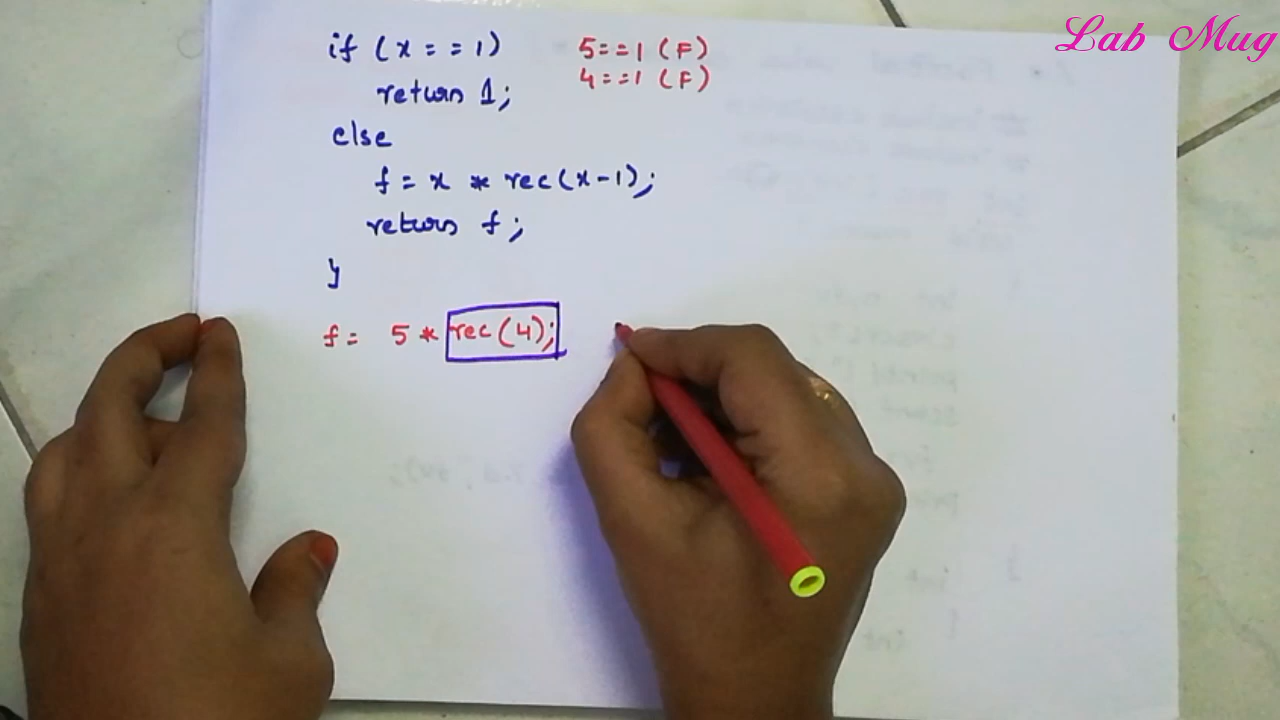 Lab Mug
if (x==1) 5==1 (F)
4==1 (F)
return 1;
else
f = x * rec(x-1);
return f;
}
f = 5 * rec(4);